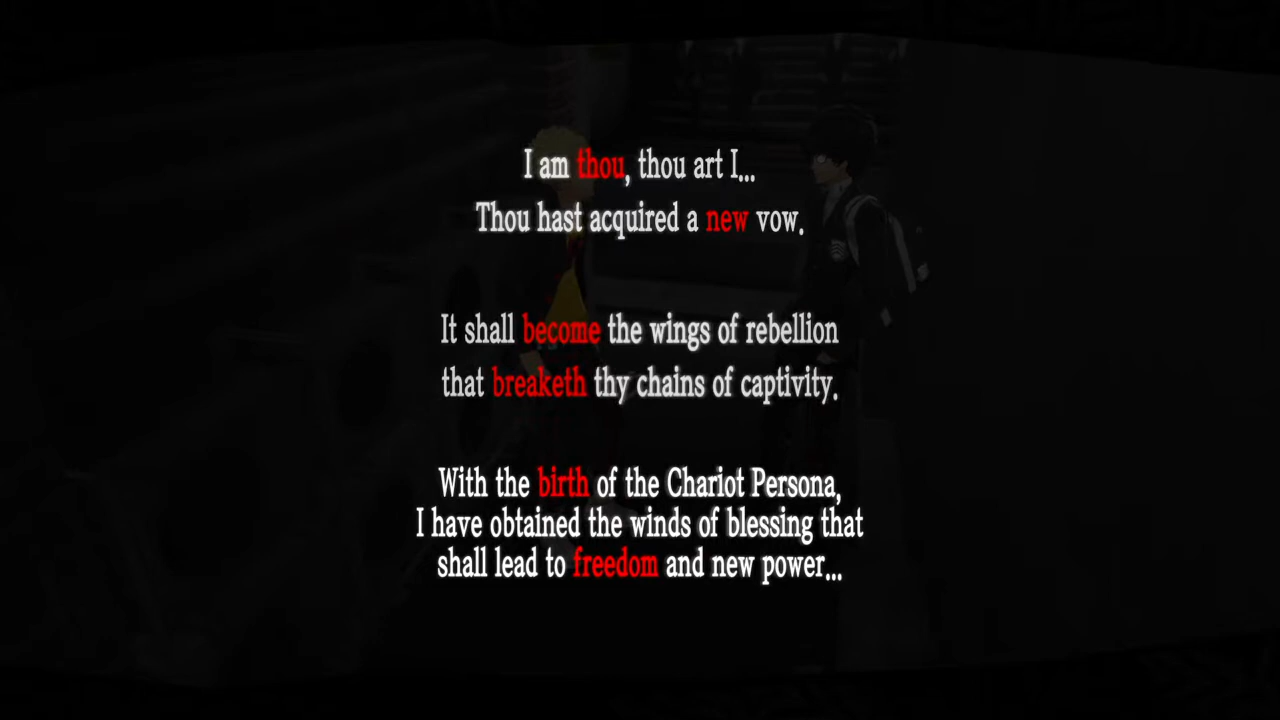 I am thou, thou art I...
Thou hast acquired a new vow.
It shall become the wings of rebellion
that breaketh thy chains of captivity.
With the birth of the Chariot Persona,
I have obtained the winds of blessing that
shall lead to freedom and new power...